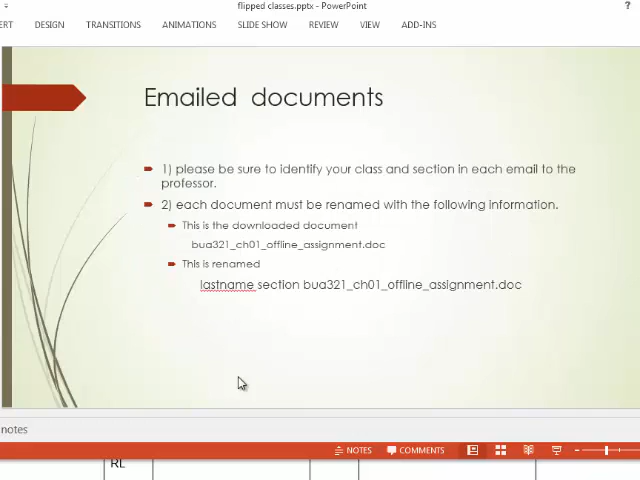 flipped classes.pptx - PowerPoint
?
ERT DESIGN TRANSITIONS ANIMATIONS SLIDE SHOW REVIEW VIEW ADD-INS
Emailed documents
1) please be sure to identify your class and section in each email to the
professor.
2) each document must be renamed with the following information.
This is the downloaded document
bua321_ch01_offline_assignment.doc
This is renamed
lastname section bua321_ch01_offline_assignment.doc
notes
NOTES COMMENTS
RL